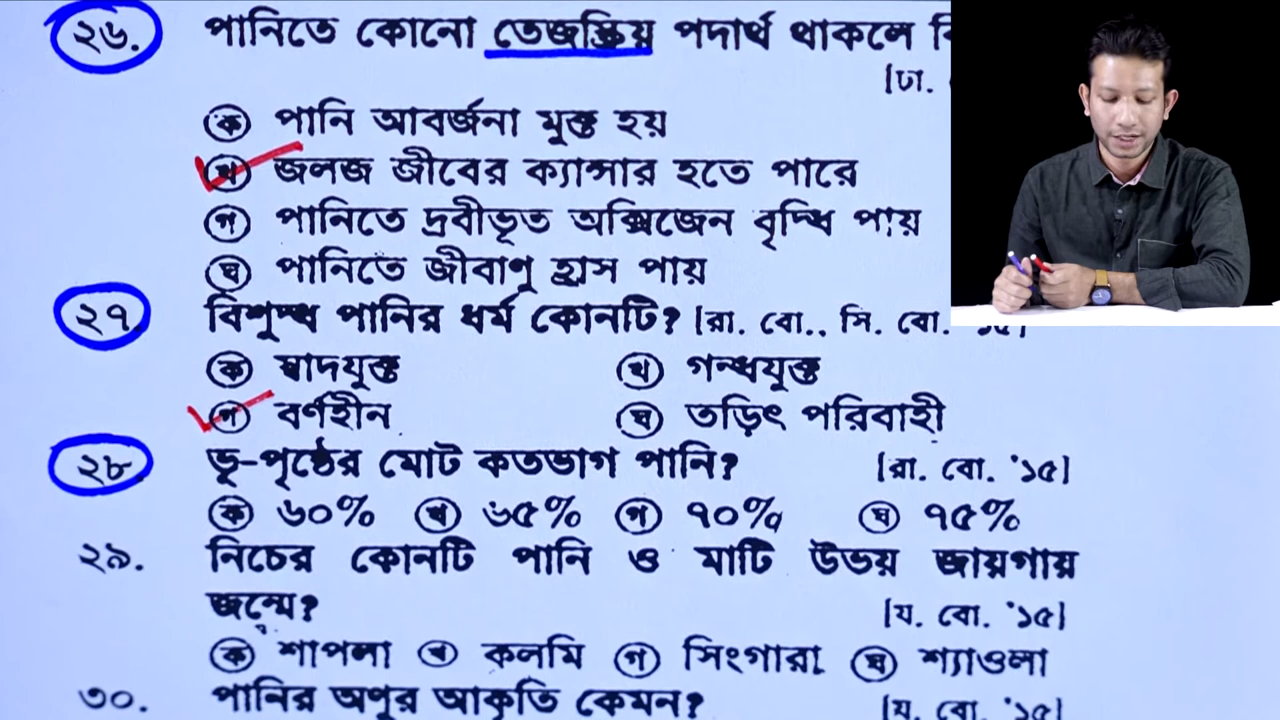 ২৬. পানিতে কোনো তেজস্ক্রিয় পদার্থ থাকলে
[ঢা.
ক পানি আবর্জনা মুক্ত হয়
খ জলজ জীবের ক্যান্সার হতে পারে
গ পানিতে দ্রবীভূত অক্সিজেন বৃদ্ধি পায়
ঘ পানিতে জীবাণু হ্রাস পায়
২৭. বিশুদ্ধ পানির ধর্ম কোনটি? [রা. বো., সি. বো. '১৫]
ক স্বাদযুক্ত খ গন্ধযুক্ত
গ বর্ণহীন ঘ তড়িৎ পরিবাহী
২৮ ভূ-পৃষ্ঠের মোট কতভাগ পানি? [রা. বো. '১৫]
ক ৬০% খ ৬৫% গ ৭০% ঘ ৭৫%
২৯. নিচের কোনটি পানি ও মাটি উভয় জায়গায়
জন্মে? [য. বো. '১৫]
ক শাপলা খ কলমি গ সিংগারা ঘ শ্যাওলা
৩০. পানির অণুর আকৃতি কেমন? [য. বো. '১৫]